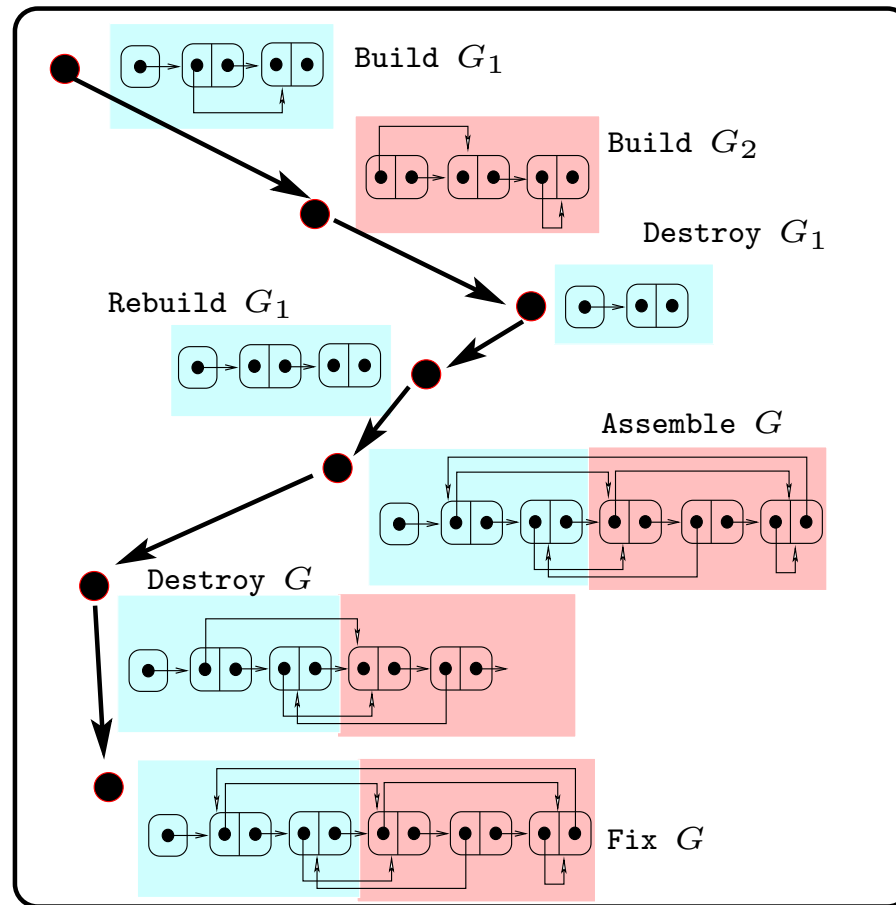 Build G₁
Build G₂
Destroy G₁
Rebuild G₁
Assemble G
Destroy G
Fix G